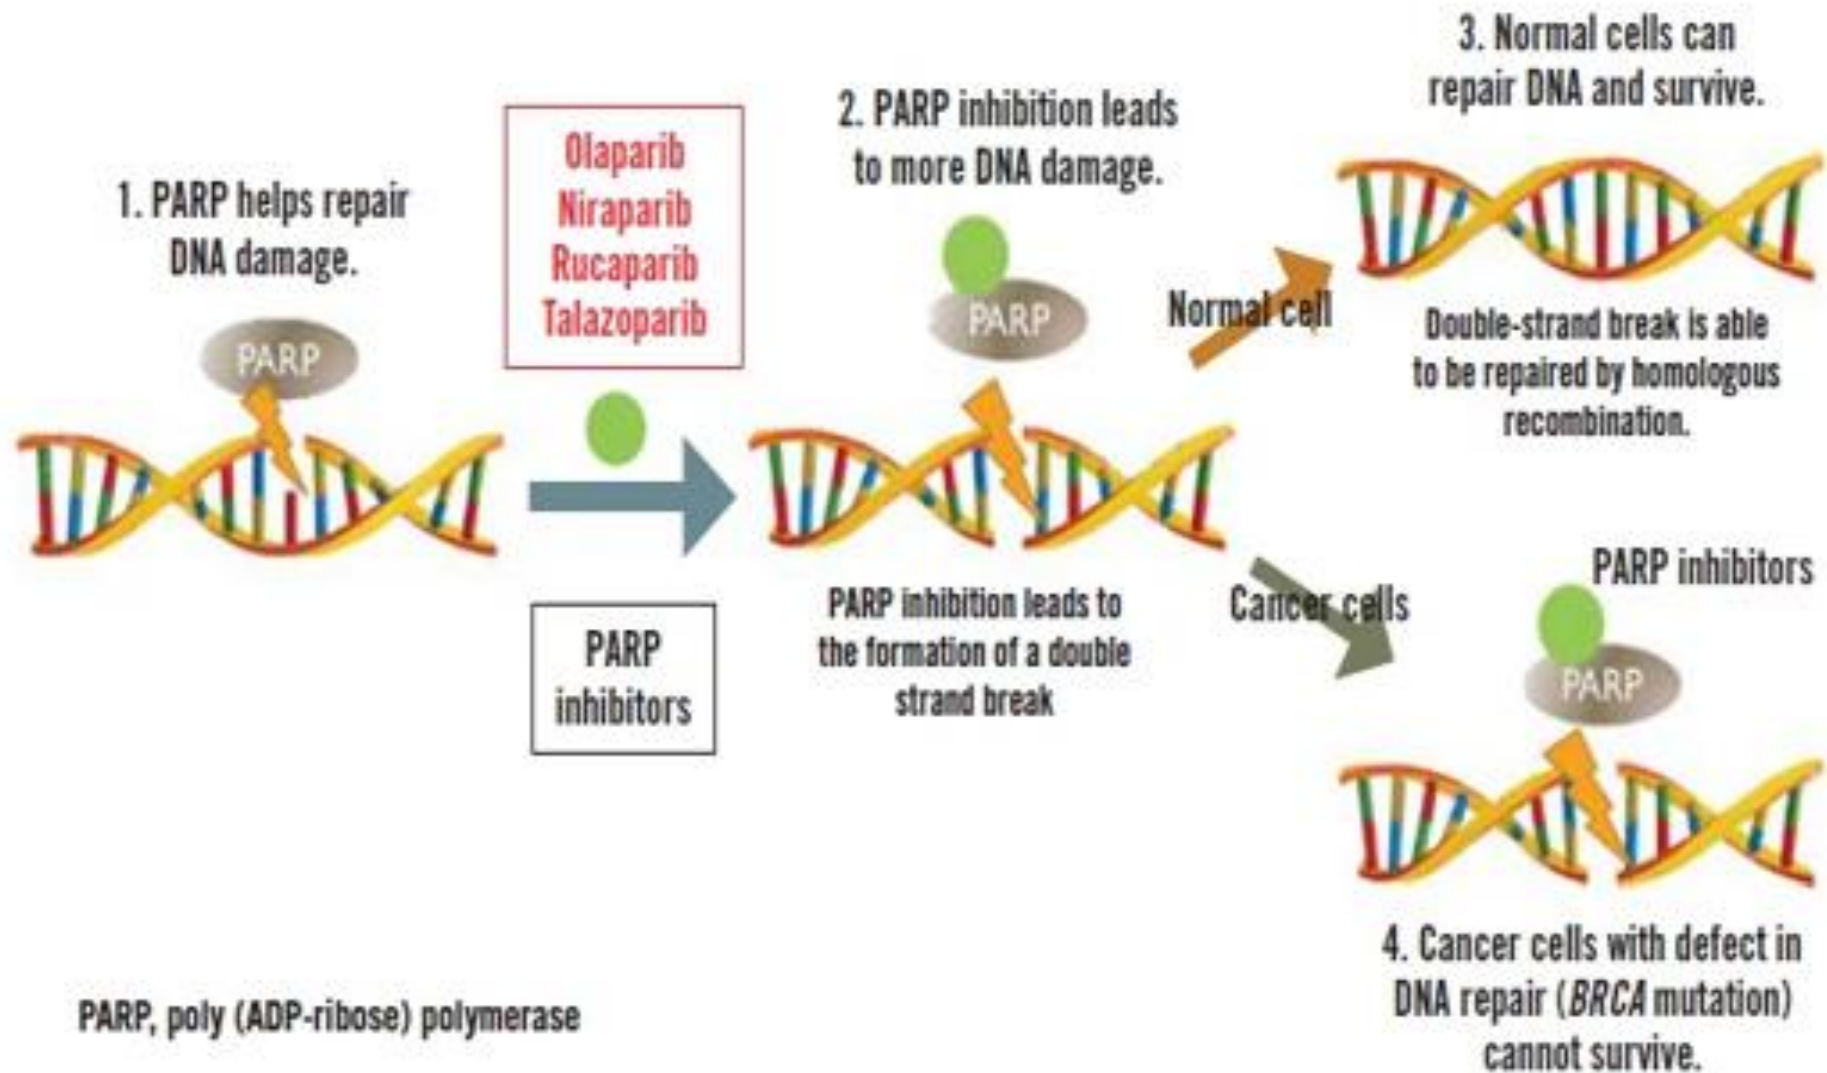 1. PARP helps repair
DNA damage.
PARP
Olaparib
Niraparib
Rucaparib
Talazoparib
PARP
inhibitors
2. PARP inhibition leads
to more DNA damage.
PARP
PARP inhibition leads to
the formation of a double
strand break
Normal cell
3. Normal cells can
repair DNA and survive.
Double-strand break is able
to be repaired by homologous
recombination.
Cancer cells
PARP inhibitors
PARP
4. Cancer cells with defect in
DNA repair (BRCA mutation)
cannot survive.
PARP, poly (ADP-ribose) polymerase